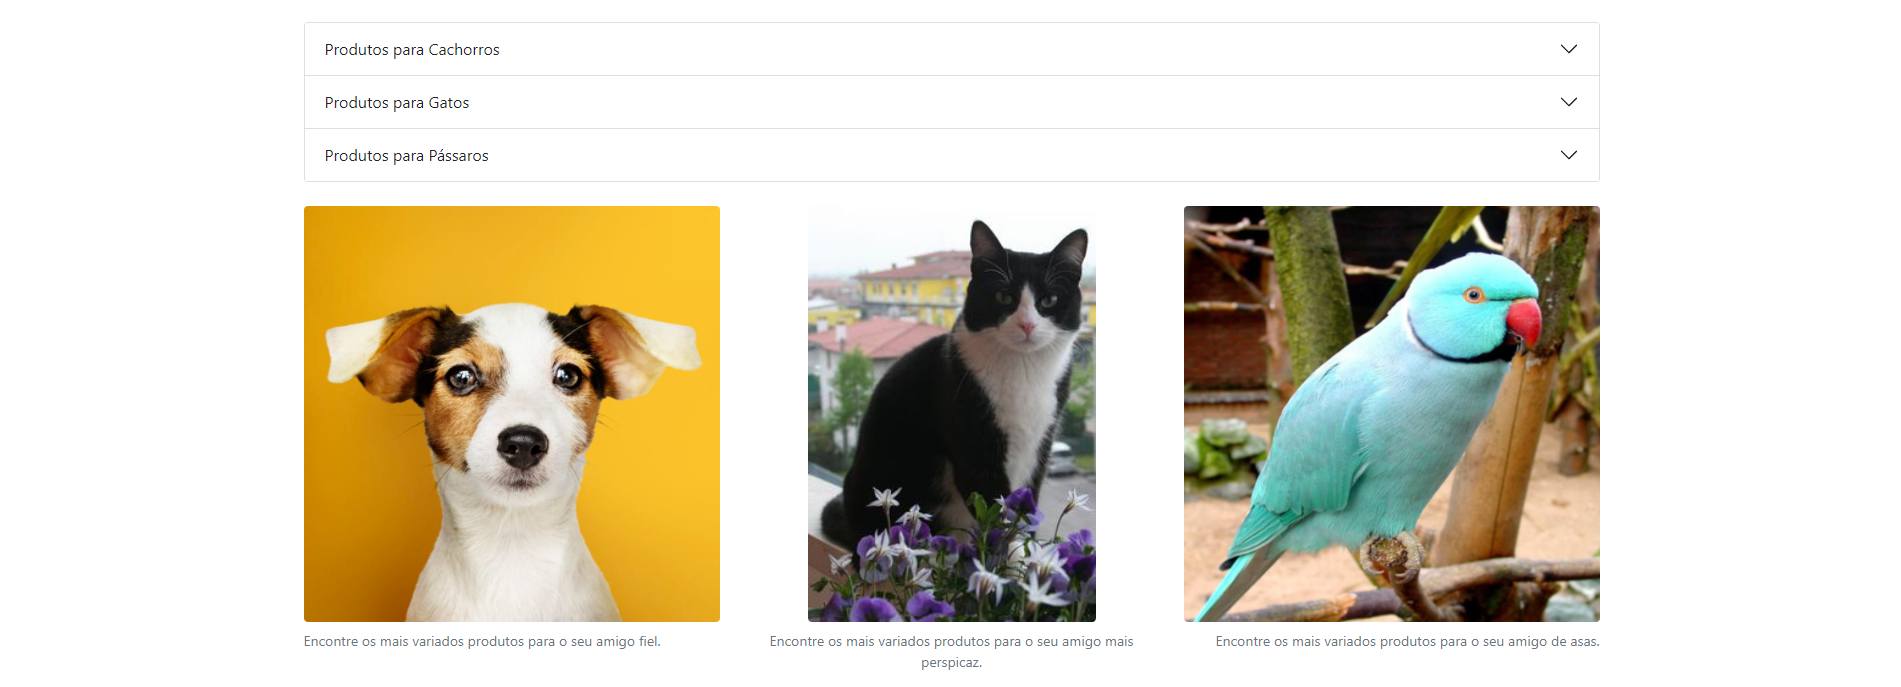 Produtos para Cachorros
Produtos para Gatos
Produtos para Pássaros
Encontre os mais variados produtos para o seu amigo fiel.
Encontre os mais variados produtos para o seu amigo mais
perspicaz.
Encontre os mais variados produtos para o seu amigo de asas.